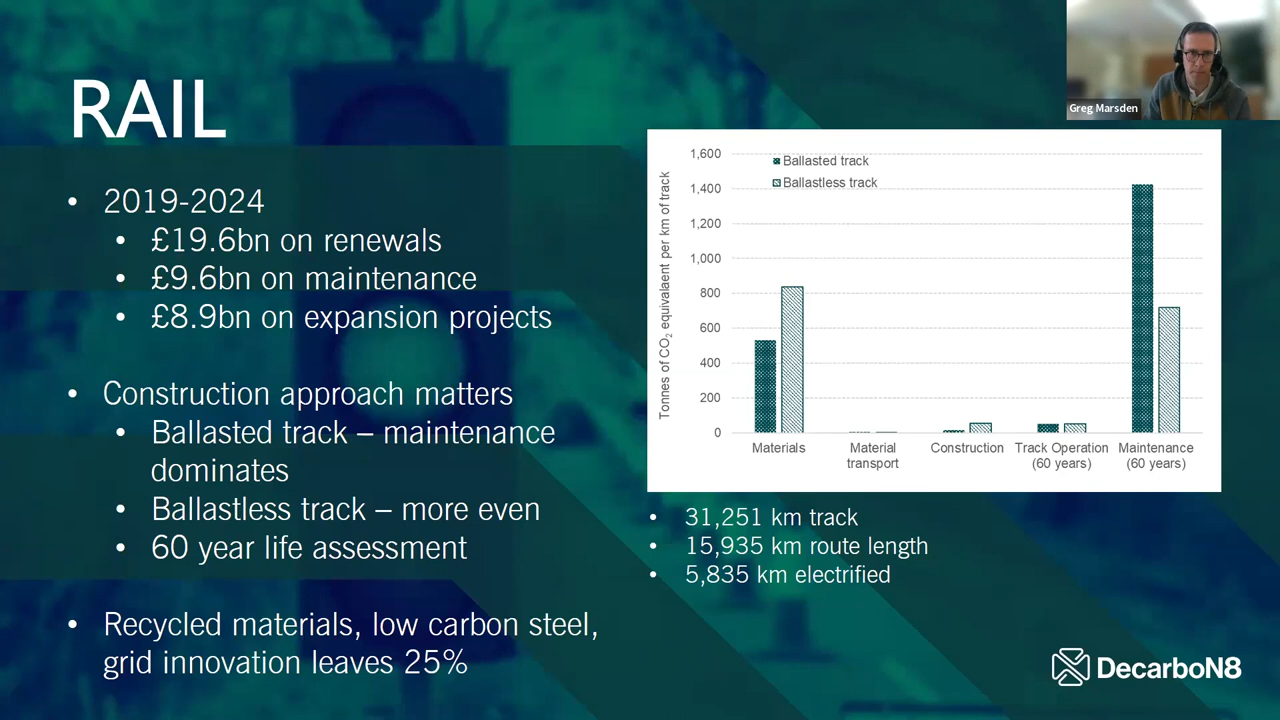 RAIL
• 2019-2024
• £19.6bn on renewals
• £9.6bn on maintenance
• £8.9bn on expansion projects
• Construction approach matters
• Ballasted track – maintenance
dominates
• Ballastless track – more even
• 60 year life assessment
• Recycled materials, low carbon steel,
grid innovation leaves 25%
Greg Marsden
Tonnes of CO2 equivalaent per km of track
1,600
1,400
1,200
1,000
800
600
400
200
0
Ballasted track
Ballastless track
Materials
Material
transport
Construction
Track Operation
(60 years)
Maintenance
(60 years)
• 31,251 km track
• 15,935 km route length
• 5,835 km electrified
DecarboN8